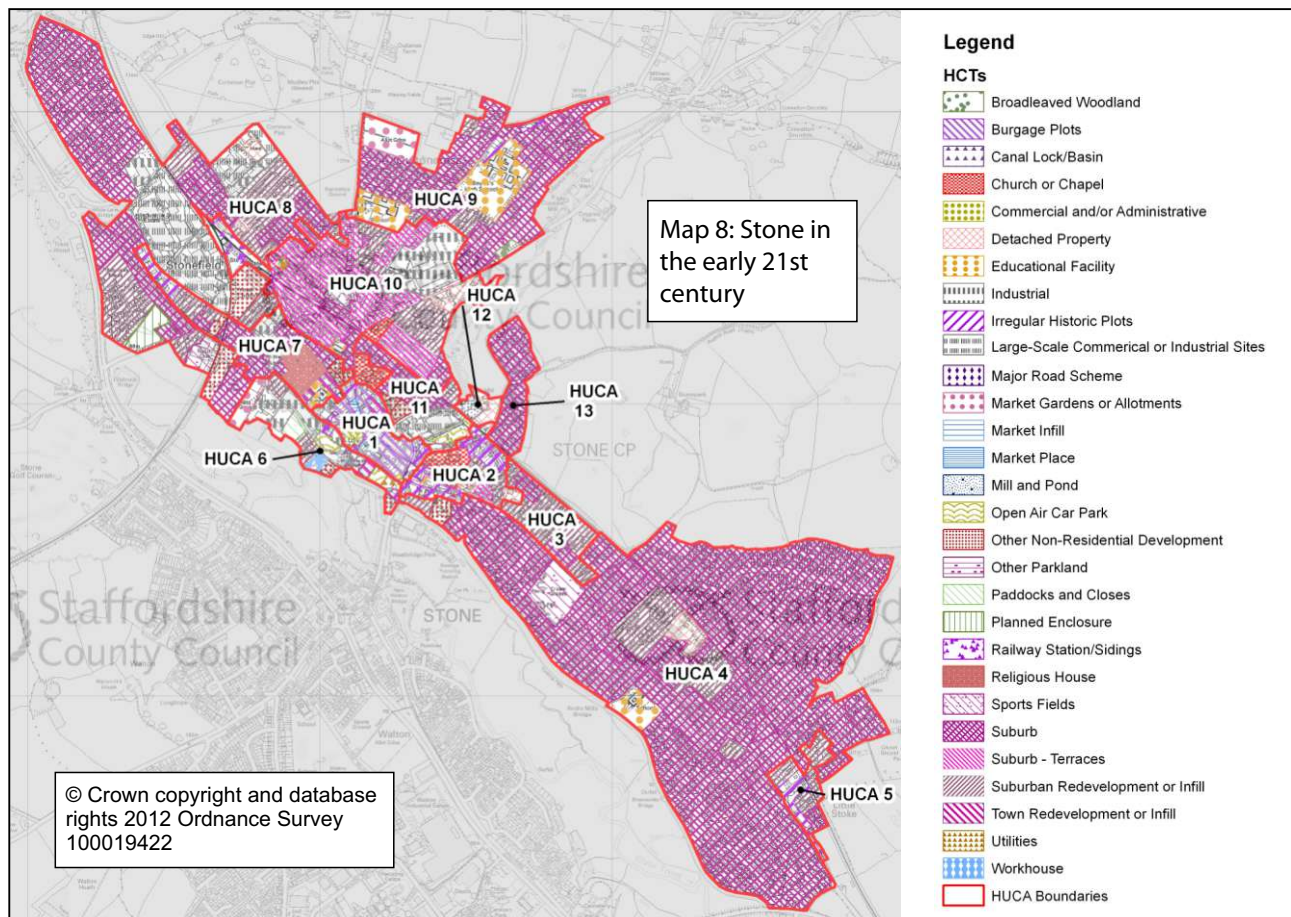 HUCA 8
HUCA 9
Map 8: Stone in
the early 21st
century
Stonefield
Staffordshire
County Council
HUCA 10
HUCA
12
HUCA 7
HUCA
11
HUCA
13
HUCA
1
STONE CP
HUCA 6
HUCA 2
HUCA
3
Staffordshire
County Council
STONE
Staffo
County C
HUCA 4
Walton
HUCA 5
© Crown copyright and database
rights 2012 Ordnance Survey
100019422
Legend
HCTs
Broadleaved Woodland
Burgage Plots
Canal Lock/Basin
Church or Chapel
Commercial and/or Administrative
Detached Property
Educational Facility
Industrial
Irregular Historic Plots
Large-Scale Commerical or Industrial Sites
Major Road Scheme
Market Gardens or Allotments
Market Infill
Market Place
Mill and Pond
Open Air Car Park
Other Non-Residential Development
Other Parkland
Paddocks and Closes
Planned Enclosure
Railway Station/Sidings
Religious House
Sports Fields
Suburb
Suburb - Terraces
Suburban Redevelopment or Infill
Town Redevelopment or Infill
Utilities
Workhouse
HUCA Boundaries